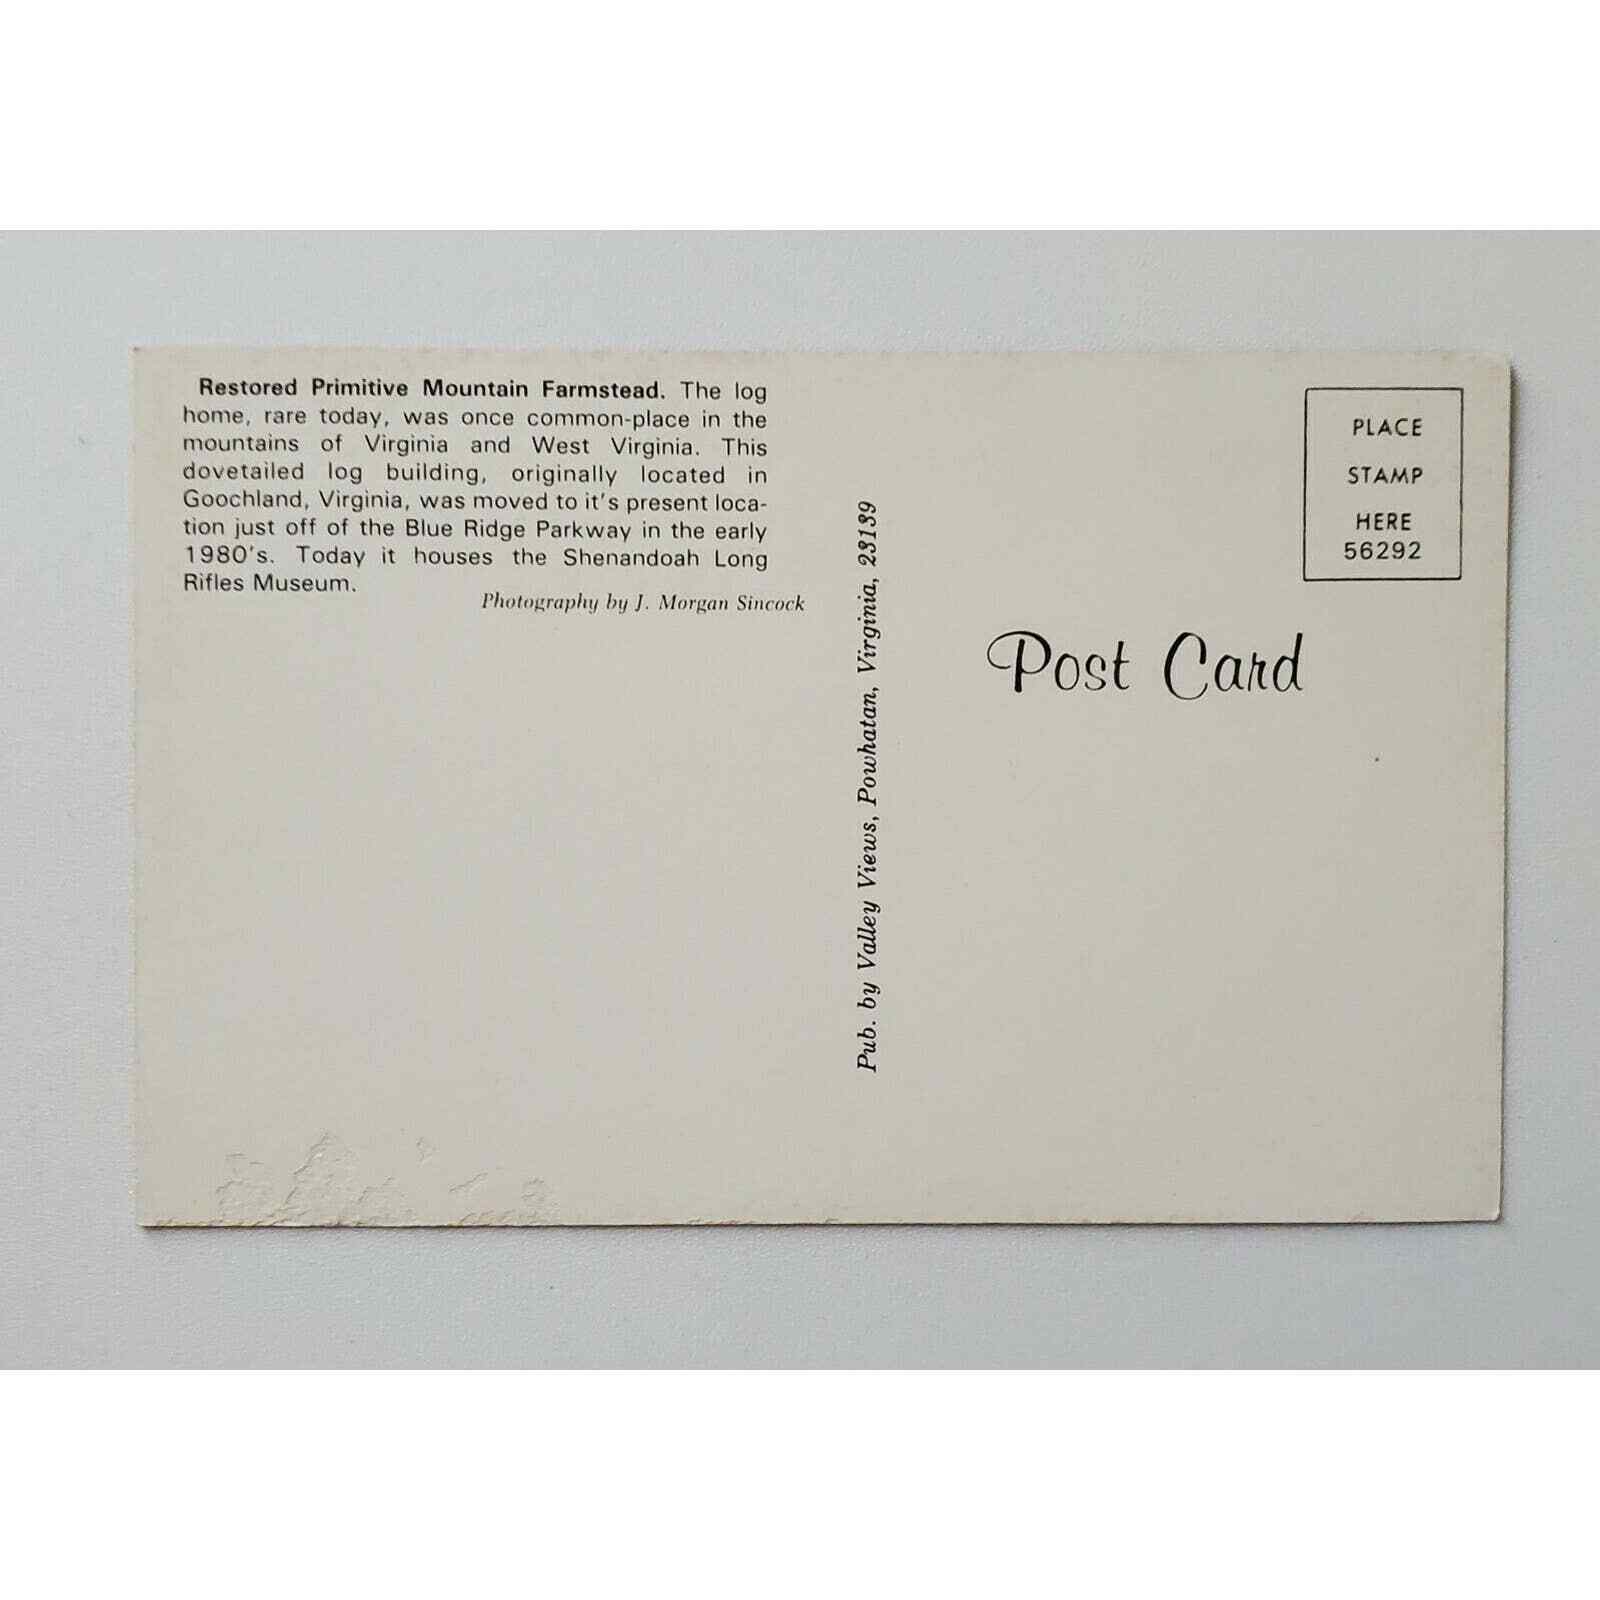 Restored Primitive Mountain Farmstead. The log
home, rare today, was once common-place in the
mountains of Virginia and West Virginia. This
dovetailed log building, originally located in
Goochland, Virginia, was moved to it's present loca-
tion just off of the Blue Ridge Parkway in the early
1980's. Today it houses the Shenandoah Long
Rifles Museum.
Photography by J. Morgan Sincock
Pub. by Valley Views, Powhatan, Virginia, 23139
PLACE
STAMP
HERE
56292
Post Card